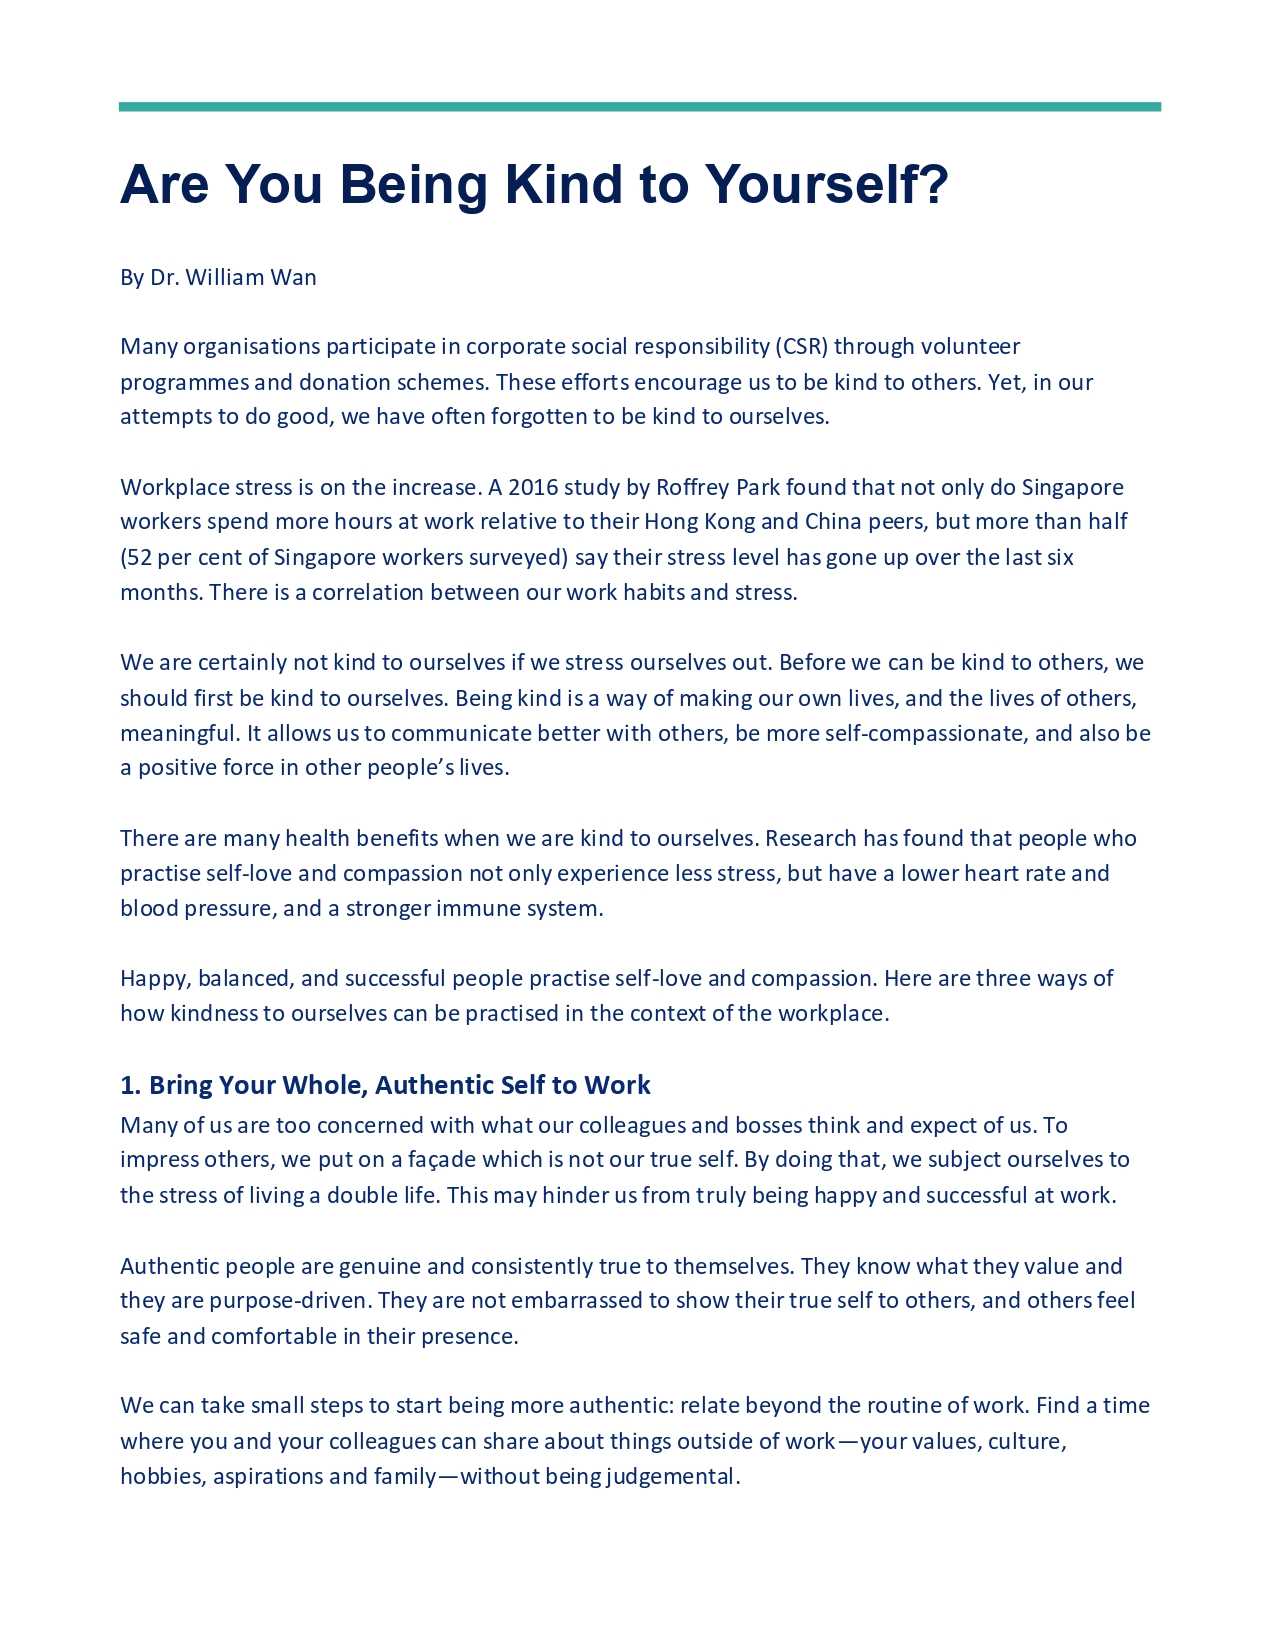 Are You Being Kind to Yourself?
By Dr. William Wan
Many organisations participate in corporate social responsibility (CSR) through volunteer
programmes and donation schemes. These efforts encourage us to be kind to others. Yet, in our
attempts to do good, we have often forgotten to be kind to ourselves.
Workplace stress is on the increase. A 2016 study by Roffrey Park found that not only do Singapore
workers spend more hours at work relative to their Hong Kong and China peers, but more than half
(52 per cent of Singapore workers surveyed) say their stress level has gone up over the last six
months. There is a correlation between our work habits and stress.
We are certainly not kind to ourselves if we stress ourselves out. Before we can be kind to others, we
should first be kind to ourselves. Being kind is a way of making our own lives, and the lives of others,
meaningful. It allows us to communicate better with others, be more self-compassionate, and also be
a positive force in other people’s lives.
There are many health benefits when we are kind to ourselves. Research has found that people who
practise self-love and compassion not only experience less stress, but have a lower heart rate and
blood pressure, and a stronger immune system.
Happy, balanced, and successful people practise self-love and compassion. Here are three ways of
how kindness to ourselves can be practised in the context of the workplace.
1. Bring Your Whole, Authentic Self to Work
Many of us are too concerned with what our colleagues and bosses think and expect of us. To
impress others, we put on a façade which is not our true self. By doing that, we subject ourselves to
the stress of living a double life. This may hinder us from truly being happy and successful at work.
Authentic people are genuine and consistently true to themselves. They know what they value and
they are purpose-driven. They are not embarrassed to show their true self to others, and others feel
safe and comfortable in their presence.
We can take small steps to start being more authentic: relate beyond the routine of work. Find a time
where you and your colleagues can share about things outside of work—your values, culture,
hobbies, aspirations and family—without being judgemental.